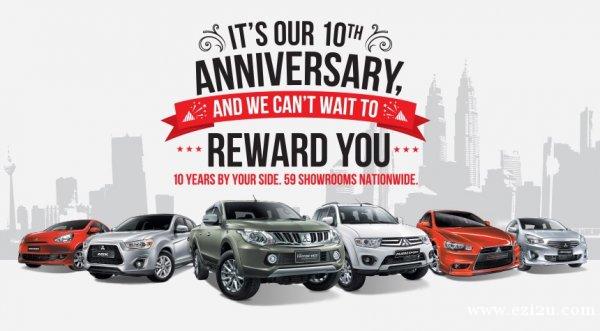 IT'S OUR 10TH
ANNIVERSARY,
AND WE CAN'T WAIT TO
REWARD YOU
10 YEARS BY YOUR SIDE. 59 SHOWROOMS NATIONWIDE.
ASX
www.ezi2u.com